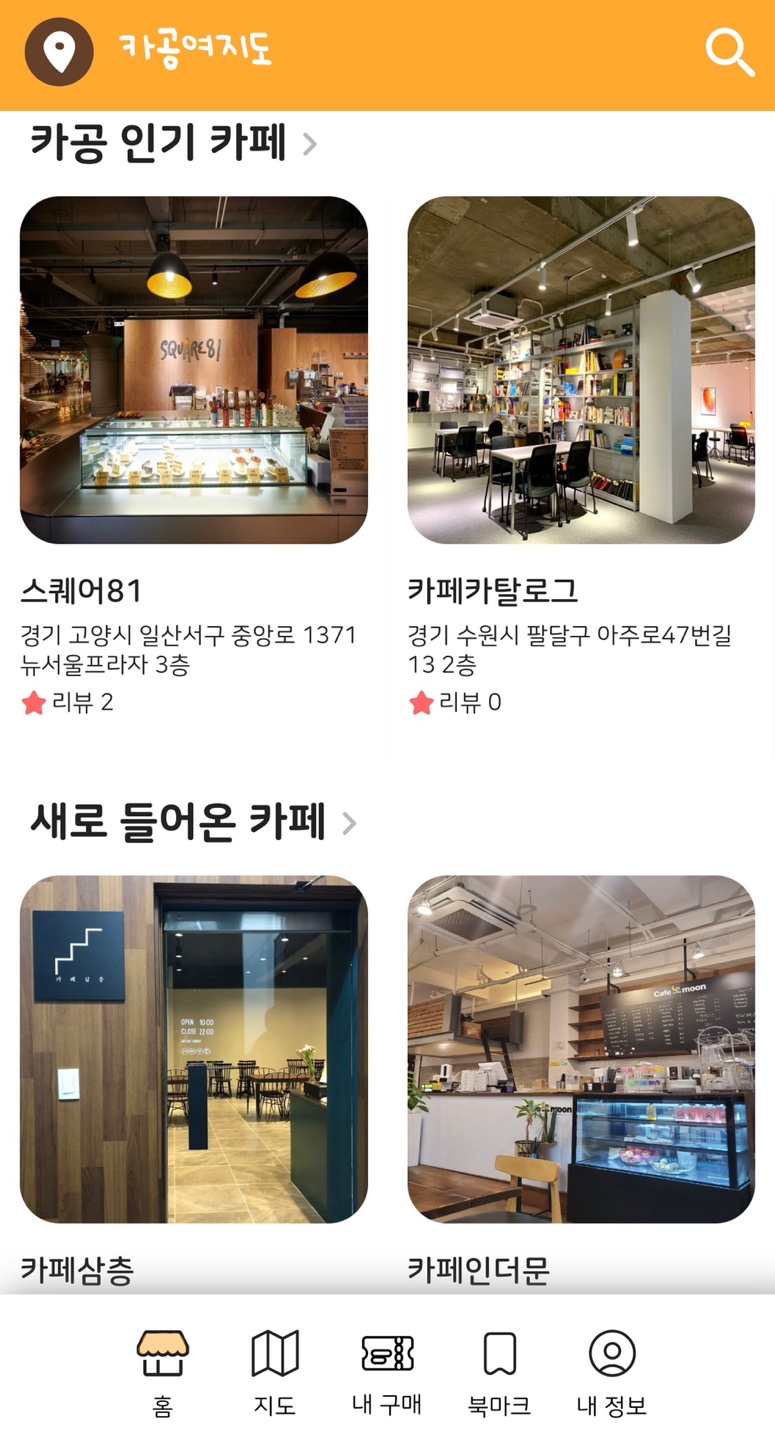 카공여지도
카공 인기 카페
SQUARE81
스퀘어81
경기 고양시 일산서구 중앙로 1371
뉴서울프라자 3층
리뷰 2
카페카탈로그
경기 수원시 팔달구 아주로47번길
13 2층
리뷰 0
새로 들어온 카페
카페삼층
OPEN 10:00
CLOSE 22:00
Cafe moon
moon
카페삼층
카페인더문
홈
지도
내 구매
북마크
내 정보